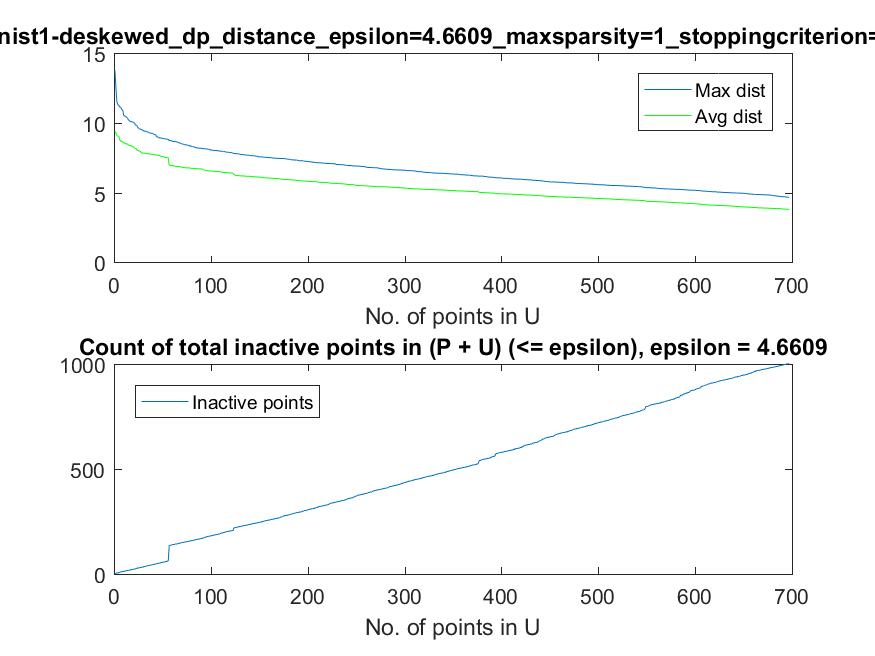 nist1-deskewed_dp_distance_epsilon=4.6609_maxsparsity=1_stoppingcriterion=
15
10
5
0
Max dist
Avg dist
0 100 200 300 400 500 600 700
No. of points in U
Count of total inactive points in (P + U) (<= epsilon), epsilon = 4.6609
1000
500
0
Inactive points
0 100 200 300 400 500 600 700
No. of points in U